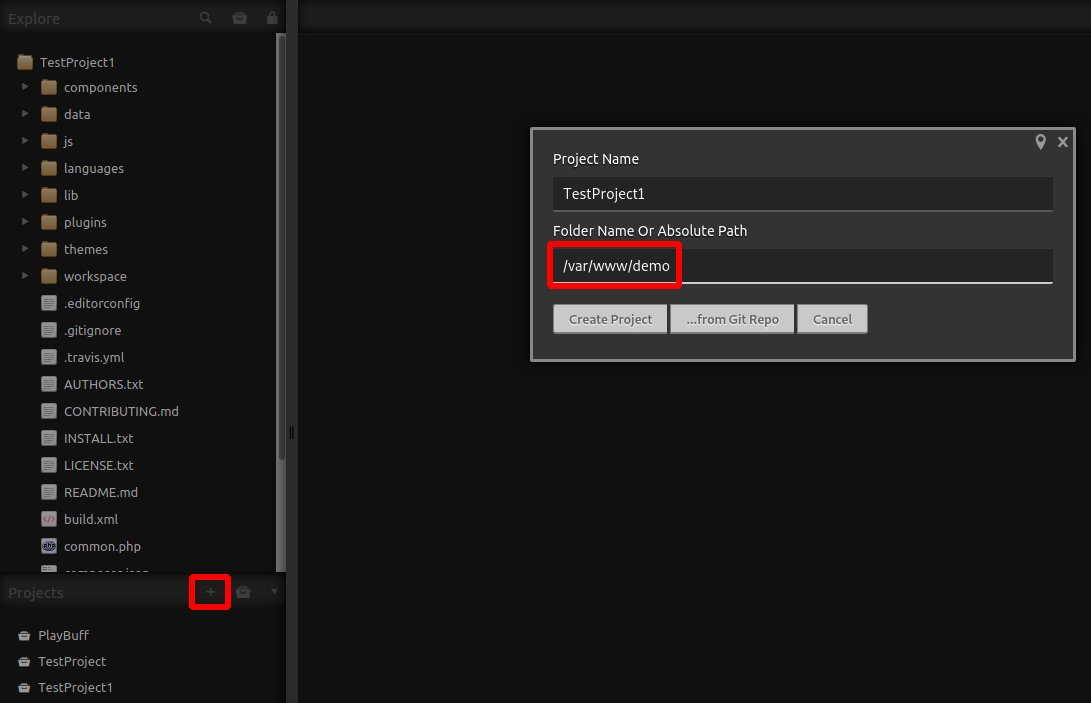 Explore
TestProject1
components
data
js
languages
lib
plugins
themes
workspace
.editorconfig
.gitignore
.travis.yml
AUTHORS.txt
CONTRIBUTING.md
INSTALL.txt
LICENSE.txt
README.md
build.xml
common.php
Projects
PlayBuff
TestProject
TestProject1
Project Name
TestProject1
Folder Name Or Absolute Path
/var/www/demo
Create Project
...from Git Repo
Cancel